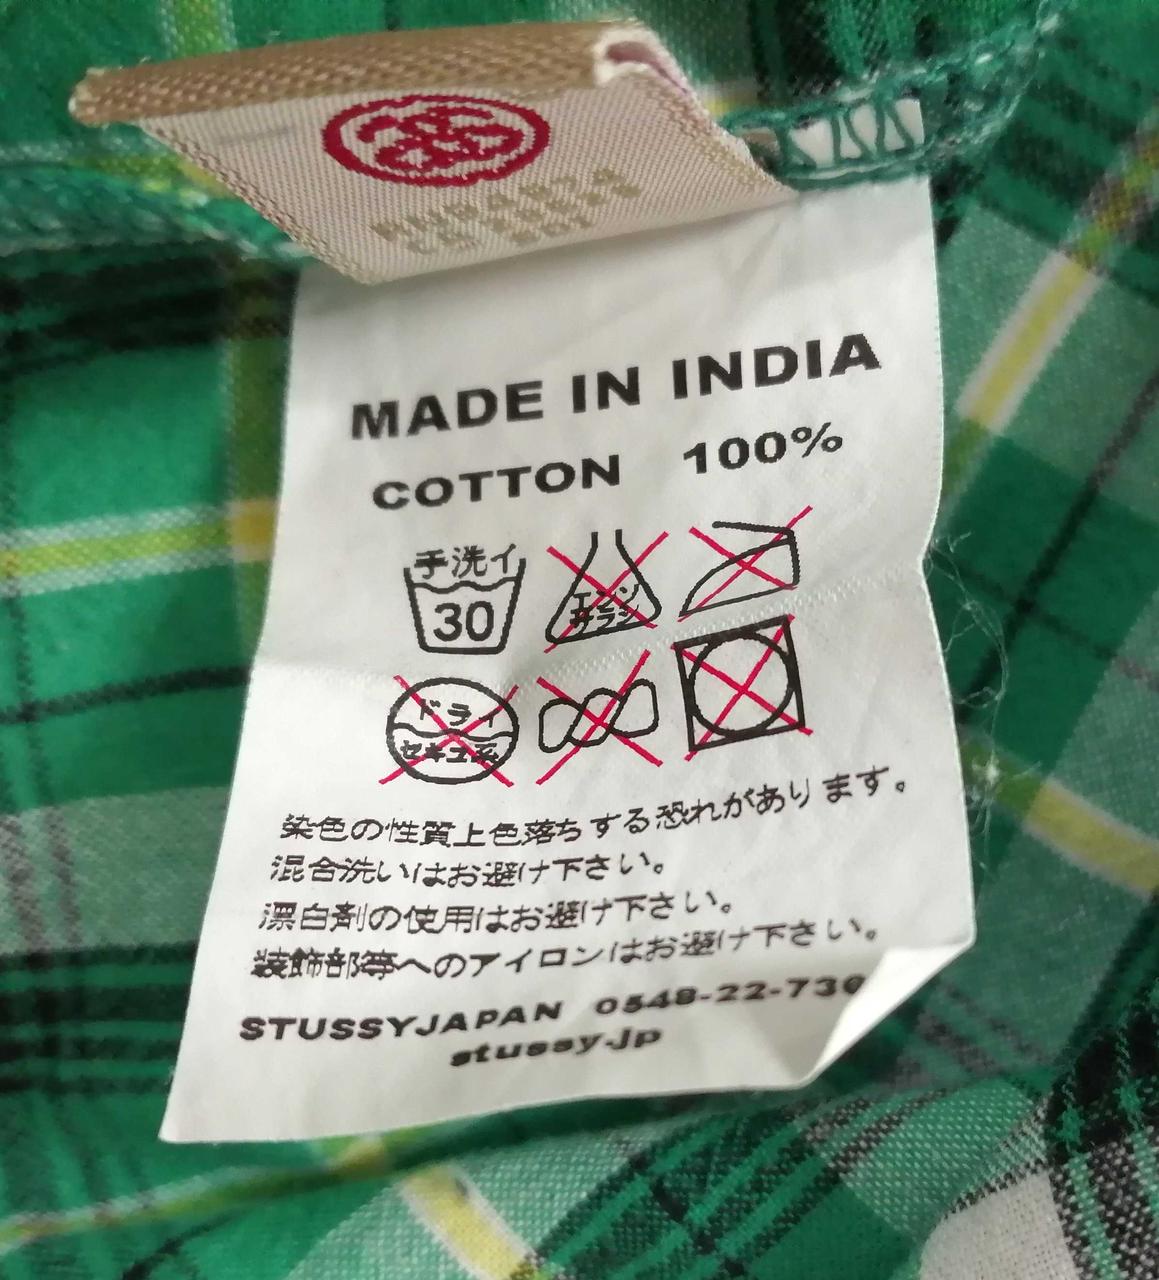 RN84974
MADE IN INDIA
COTTON 100%
手洗イ
30
エンソ
サラシ
ドライ
セキユ系
染色の性質上色落ちする恐れがあります。
混合洗いはお避け下さい。
漂白剤の使用はお避け下さい。
装飾部等へのアイロンはお避け下さい。
STUSSYJAPAN 0548-22-736
stussy.jp